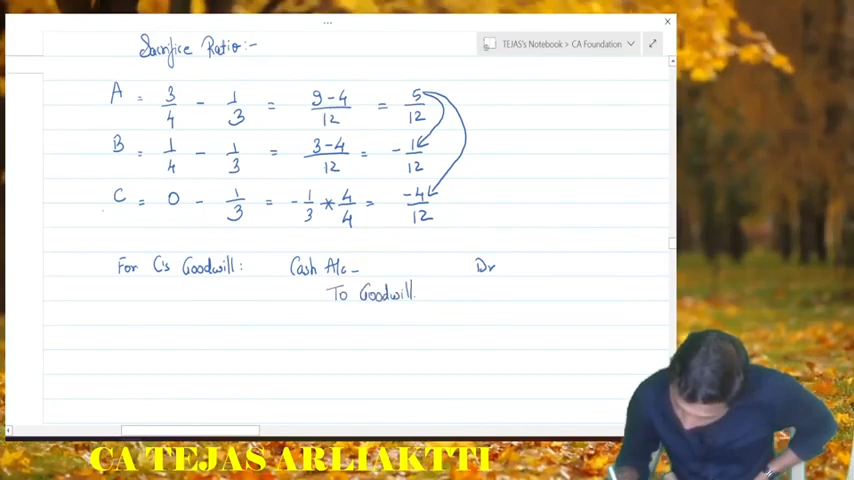 TEJAS's Notebook > CA Foundation
Sacrifice Ratio:-
A = 3/4 - 1/3 = 9-4/12 = 5/12
B = 1/4 - 1/3 = 3-4/12 = -1/12
C = 0 - 1/3 = -1/3 * 4/4 = -4/12
For C's Goodwill: Cash A/c - Dr
To Goodwill.
CA TEJAS ARLIAKTTI